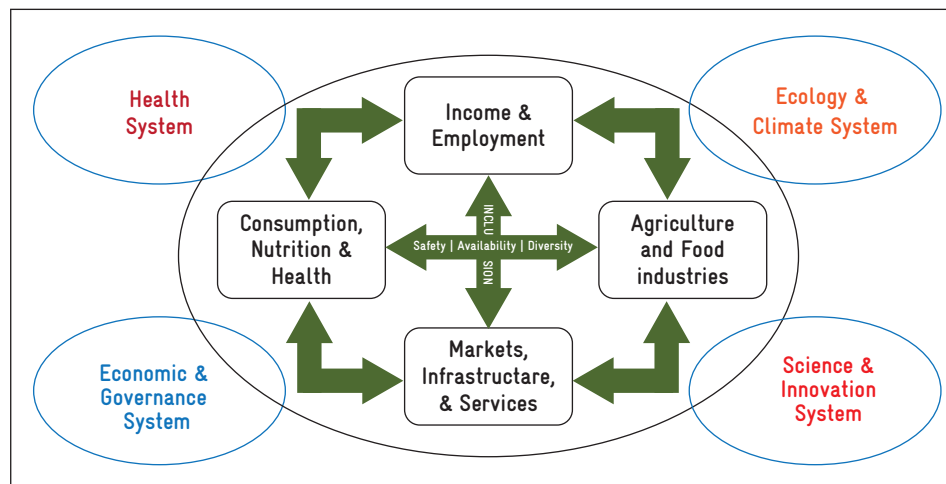 Health
System
Income &
Employment
Ecology &
Climate System
Consumption,
Nutrition &
Health
INCLU
Safety | Availability | Diversity
SION
Agriculture
and Food
industries
Markets,
Infrastructare,
& Services
Economic &
Governance
System
Science &
Innovation
System